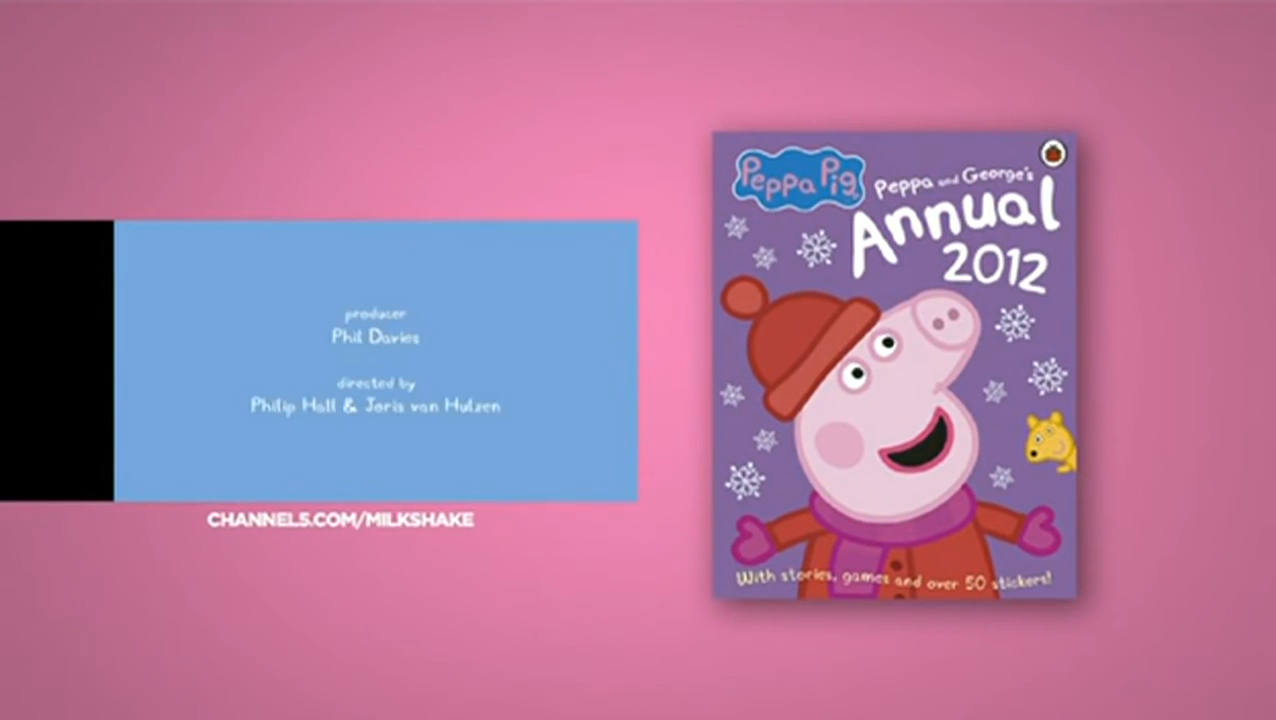 producer
Phil Davies
directed by
Philip Hall & Joris van Hulzen
CHANNEL5.COM/MILKSHAKE
Peppa Pig
Peppa and George's
Annual
2012
With stories, games and over 50 stickers!